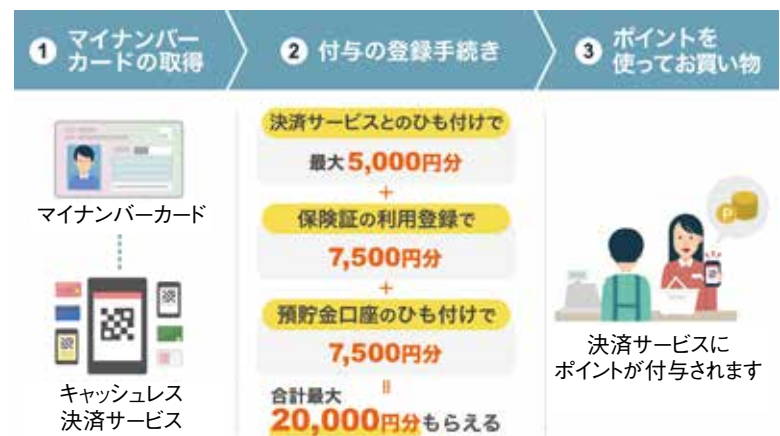 1 マイナンバー
カードの取得
2 付与の登録手続き
3 ポイントを
使ってお買い物
マイナンバーカード
キャッシュレス
決済サービス
決済サービスとのひも付けで
最大5,000円分
+
保険証の利用登録で
7,500円分
+
預貯金口座のひも付けで
7,500円分
=
合計最大
20,000円分もらえる
P
決済サービスに
ポイントが付与されます